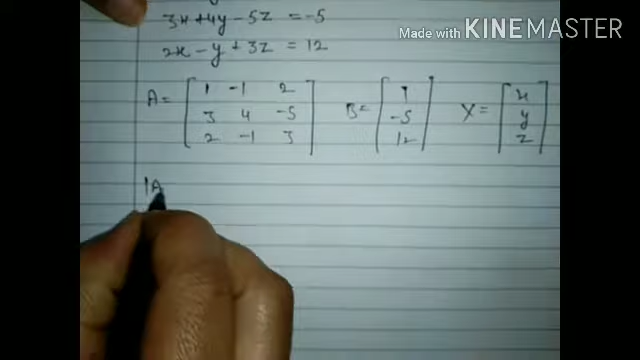 Made with KINEMASTER
3x+4y-5z = -5
2x-y+3z = 12
A = [ 1 -1 2 B = [ 1 X = [ x
3 4 -5 -5 y
2 -1 3 ] 12 ] z ]
|A